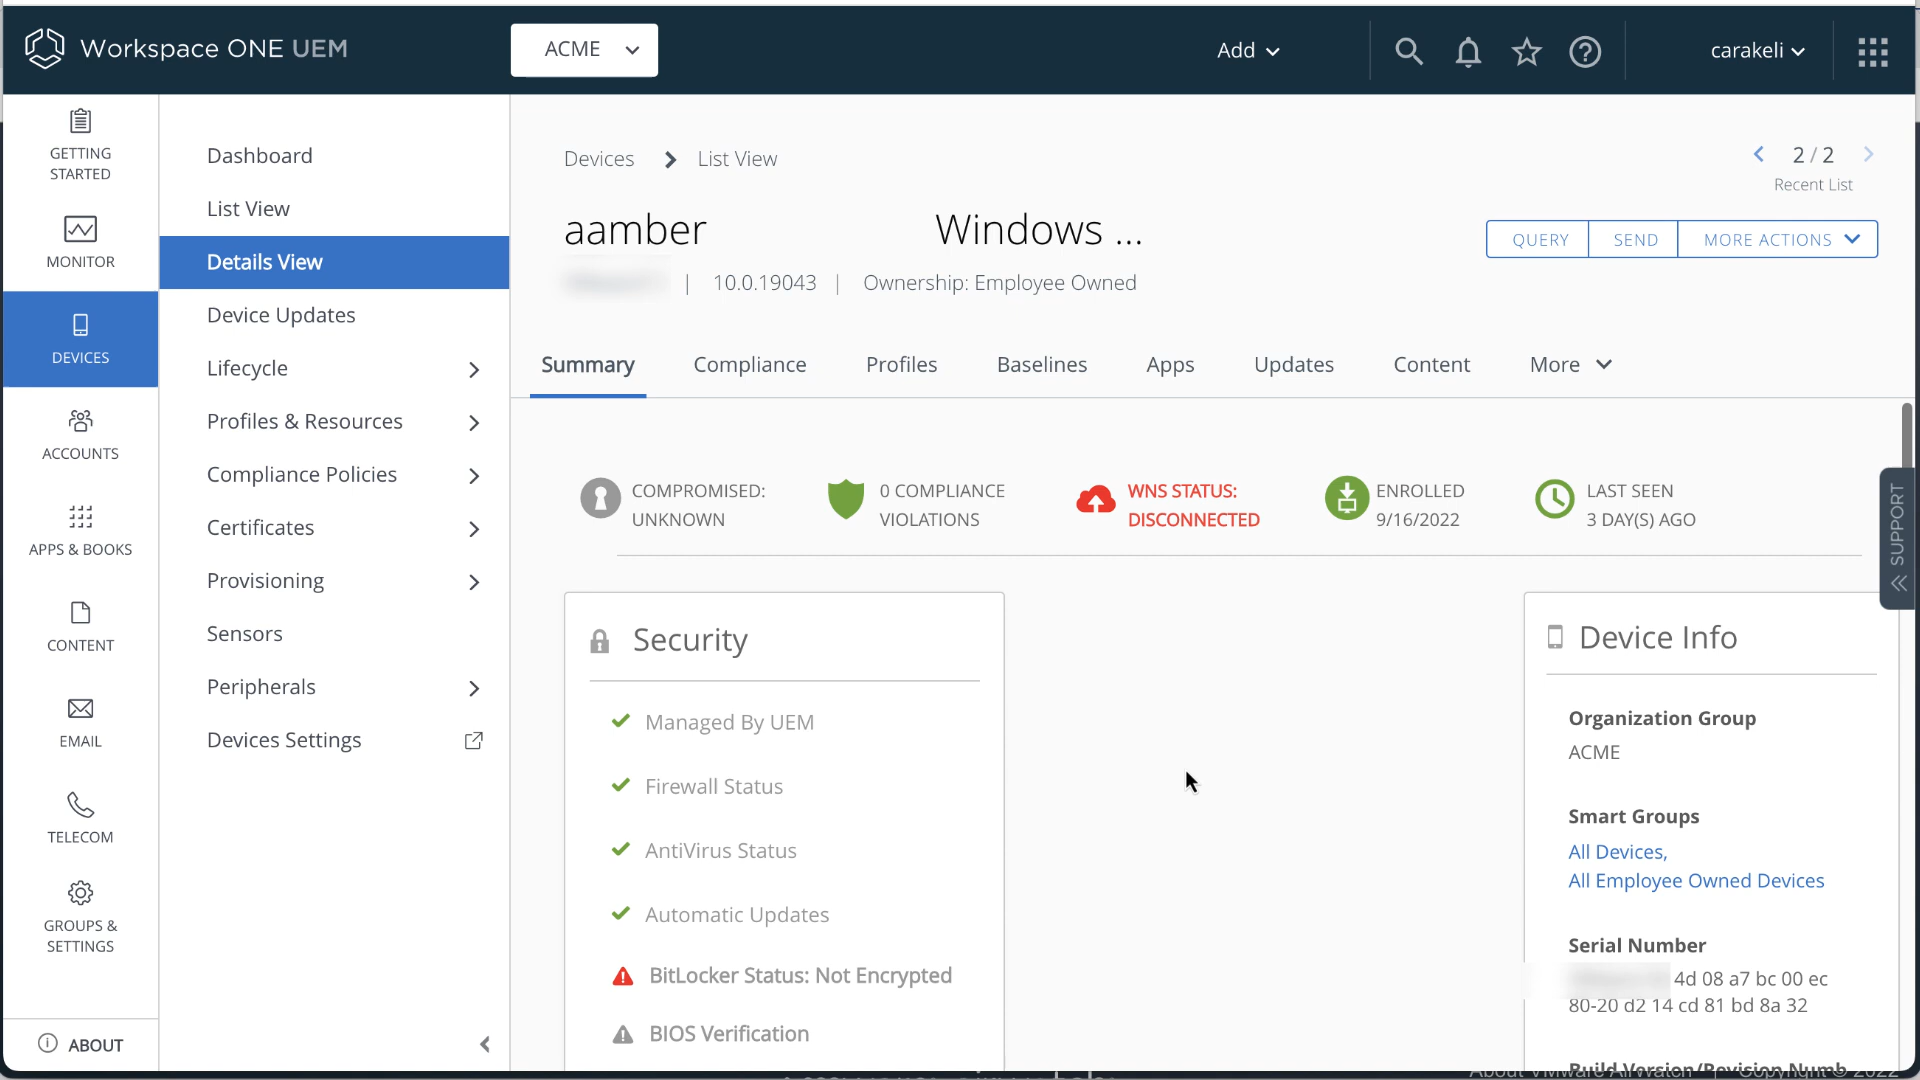 Workspace ONE UEM
ACME
Add
carakeli
GETTING
STARTED
MONITOR
DEVICES
ACCOUNTS
APPS & BOOKS
CONTENT
EMAIL
TELECOM
GROUPS &
SETTINGS
ABOUT
Dashboard
List View
Details View
Device Updates
Lifecycle
Profiles & Resources
Compliance Policies
Certificates
Provisioning
Sensors
Peripherals
Devices Settings
Devices
List View
2 / 2
Recent List
aamber Windows ...
| 10.0.19043 | Ownership: Employee Owned
QUERY
SEND
MORE ACTIONS
Summary
Compliance
Profiles
Baselines
Apps
Updates
Content
More
COMPROMISED:
UNKNOWN
0 COMPLIANCE
VIOLATIONS
WNS STATUS:
DISCONNECTED
ENROLLED
9/16/2022
LAST SEEN
3 DAY(S) AGO
SUPPORT
Security
Managed By UEM
Firewall Status
AntiVirus Status
Automatic Updates
BitLocker Status: Not Encrypted
BIOS Verification
Device Info
Organization Group
ACME
Smart Groups
All Devices,
All Employee Owned Devices
Serial Number
4d 08 a7 bc 00 ec
80-20 d2 14 cd 81 bd 8a 32
Build Version/Revision Numb